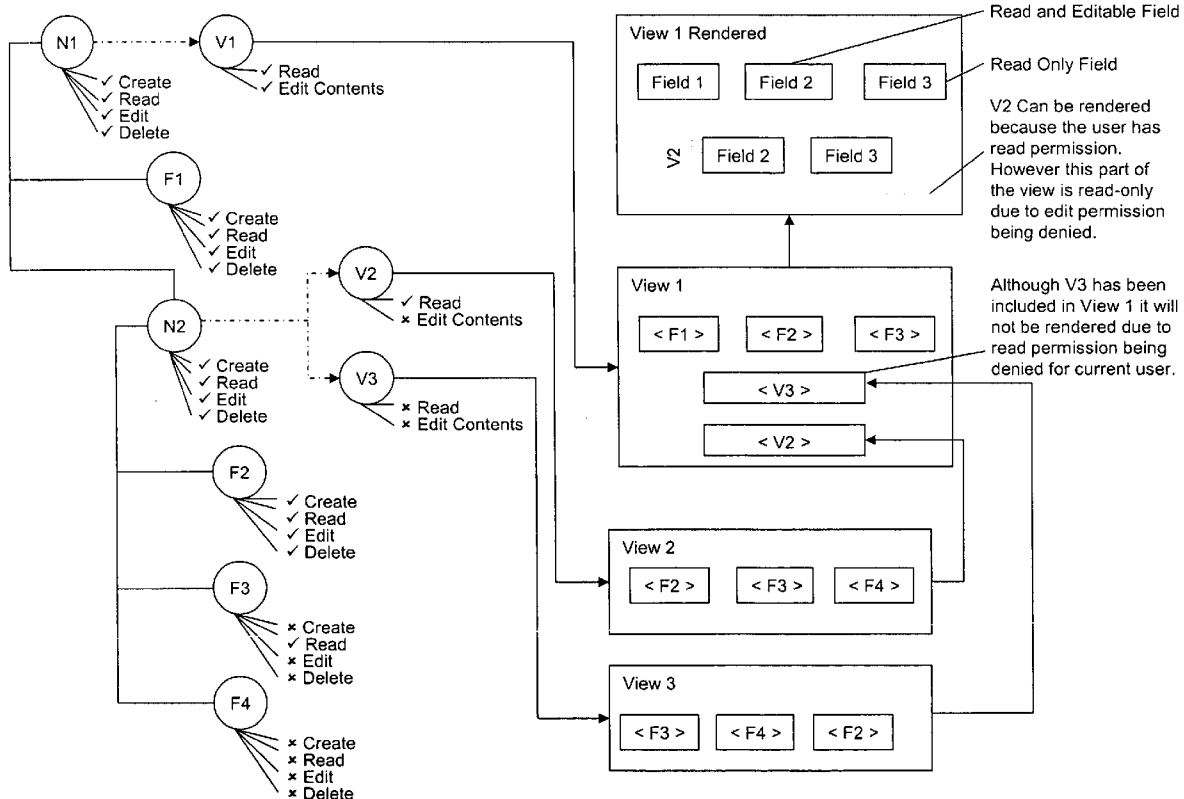 N1
V1
✓ Create
✓ Read
✓ Edit
✓ Delete
✓ Read
✓ Edit Contents
F1
✓ Create
✓ Read
✓ Edit
✓ Delete
N2
✓ Create
✓ Read
✓ Edit
✓ Delete
V2
✓ Read
× Edit Contents
V3
× Read
× Edit Contents
F2
✓ Create
✓ Read
✓ Edit
✓ Delete
F3
× Create
✓ Read
× Edit
× Delete
F4
× Create
× Read
× Edit
× Delete
View 1 Rendered
Field 1
Field 2
Field 3
V2
Field 2
Field 3
Read and Editable Field
Read Only Field
V2 Can be rendered
because the user has
read permission.
However this part of
the view is read-only
due to edit permission
being denied.
View 1
< F1 >
< F2 >
< F3 >
< V3 >
< V2 >
Although V3 has been
included in View 1 it will
not be rendered due to
read permission being
denied for current user.
View 2
< F2 >
< F3 >
< F4 >
View 3
< F3 >
< F4 >
< F2 >